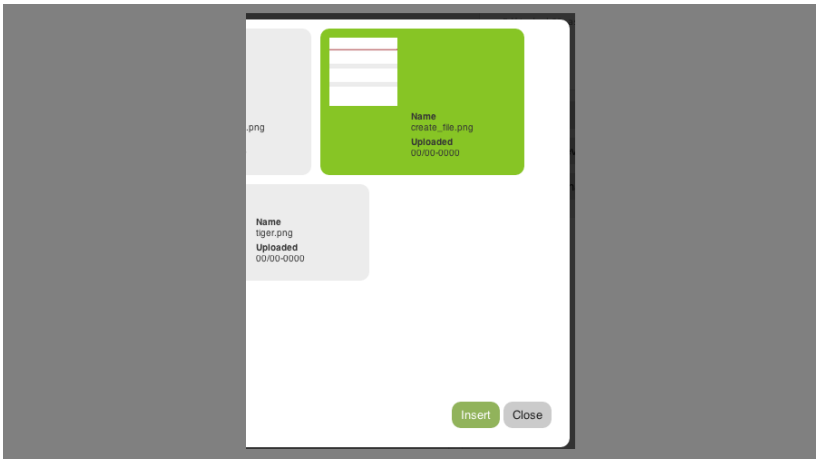 .png
Name
create_file.png
Uploaded
00/00-0000
Name
tiger.png
Uploaded
00/00-0000
Insert
Close